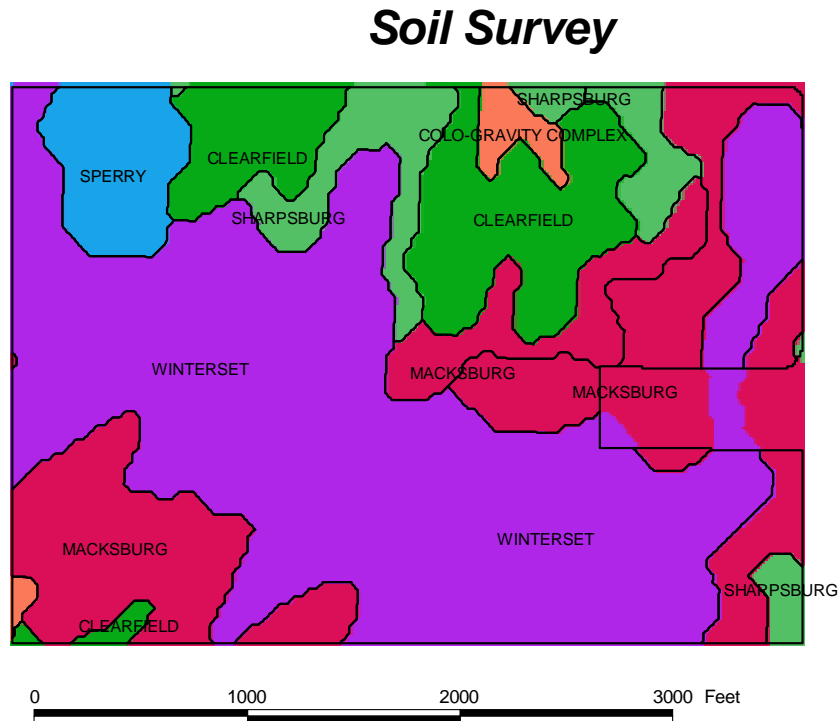 Soil Survey
SHARPSBURG
COLO-GRAVITY COMPLEX
CLEARFIELD
SPERRY
SHARPSBURG
CLEARFIELD
WINTERSET
MACKSBURG
MACKSBURG
WINTERSET
MACKSBURG
SHARPSBURG
CLEARFIELD
0 1000 2000 3000 Feet